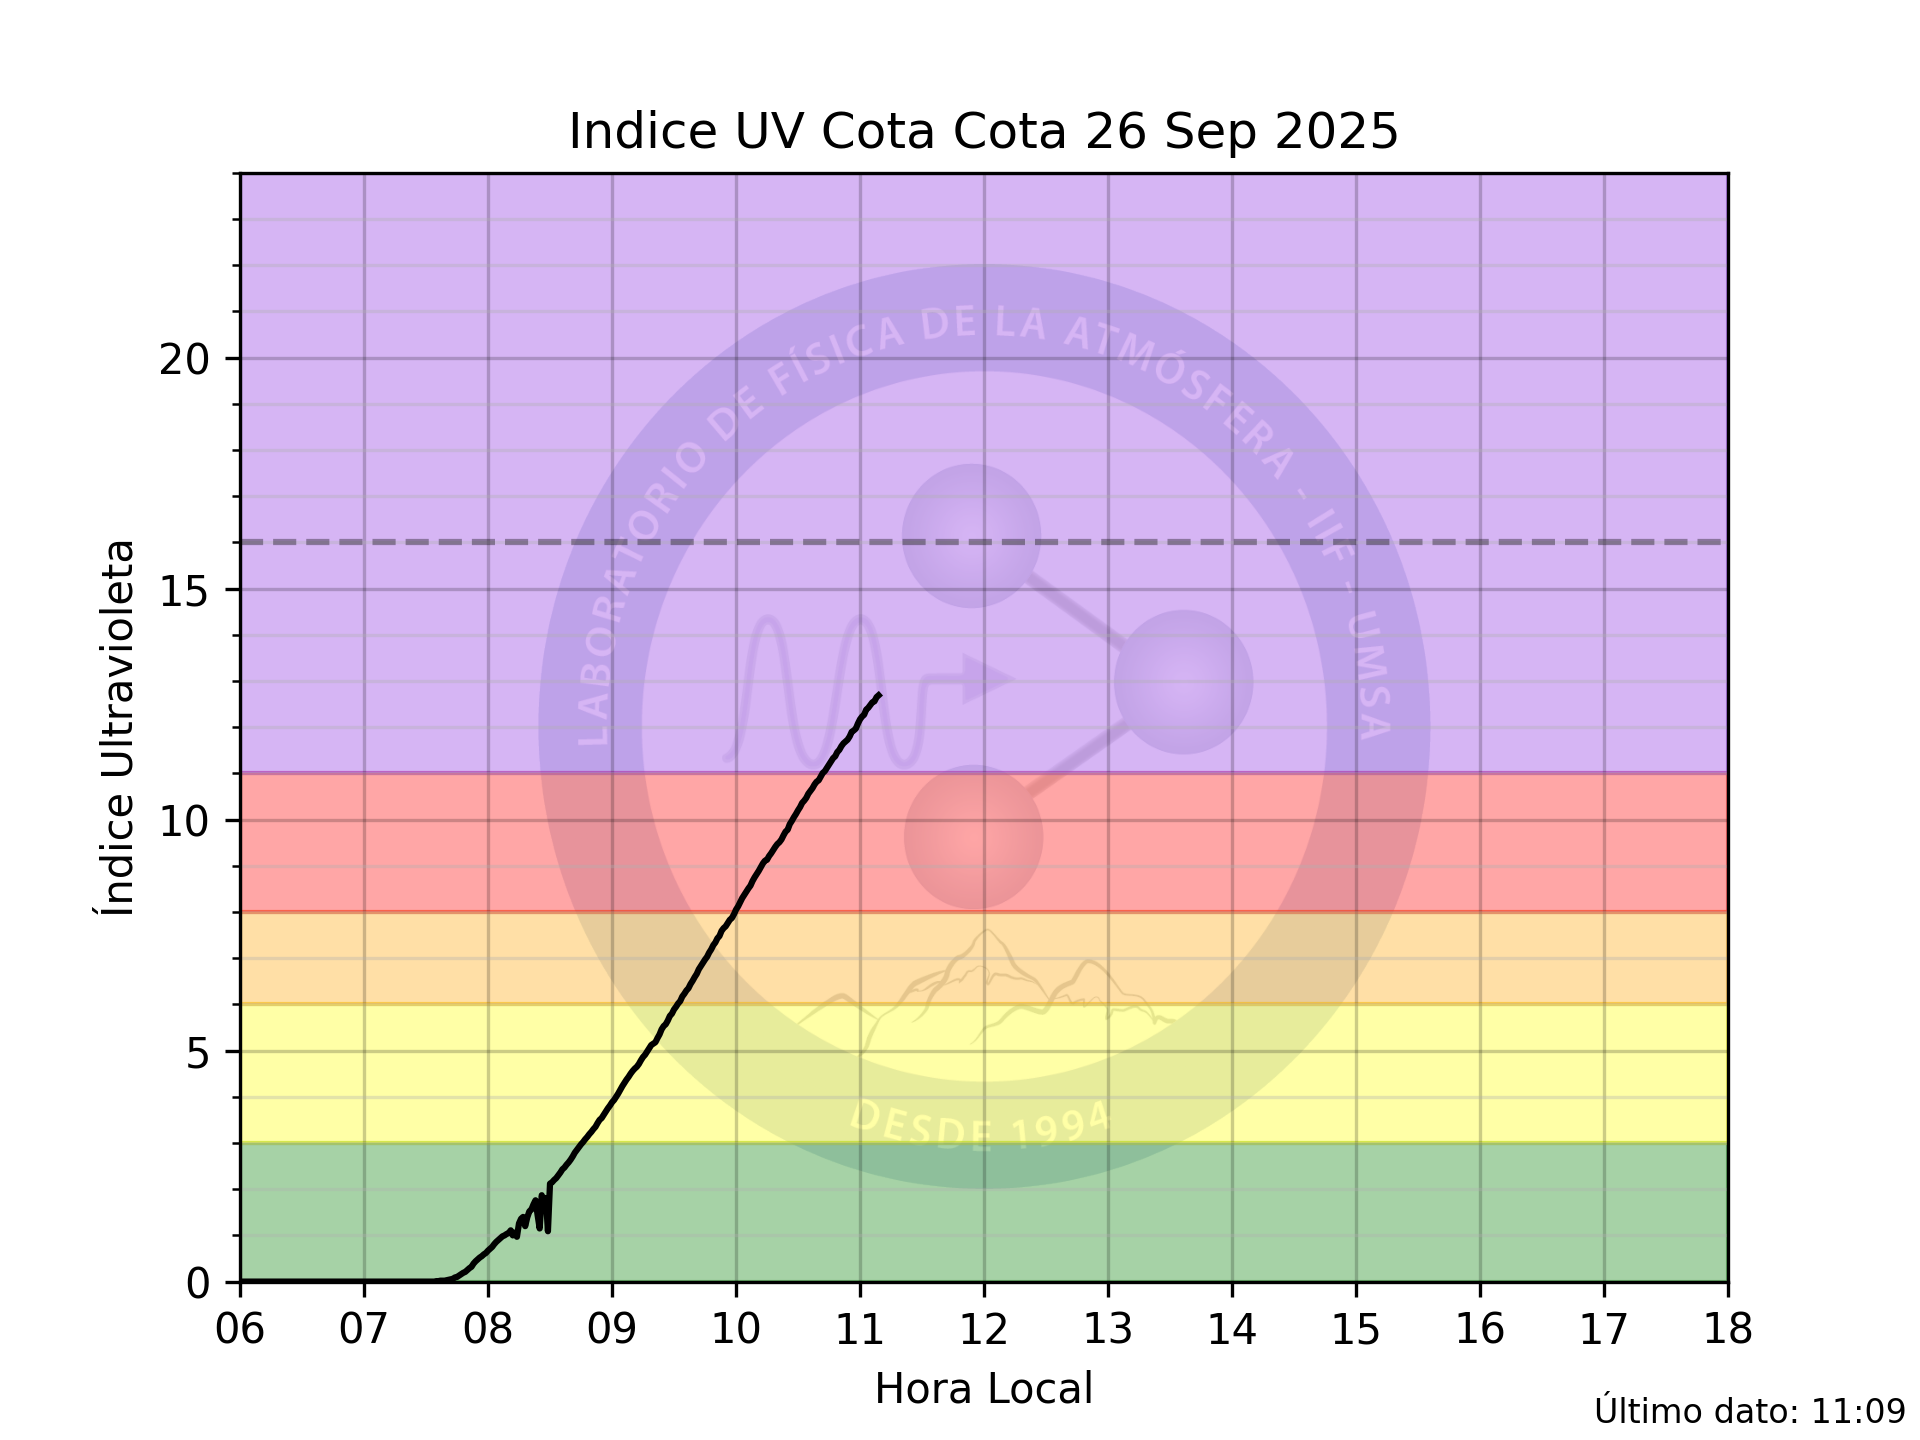 Indice UV Cota Cota 26 Sep 2025
LABORATORIO DE FÍSICA DE LA ATMÓSFERA - IIF - UMSA
20
15
10
5
0
Índice Ultravioleta
DESDE 1994
06 07 08 09 10 11 12 13 14 15 16 17 18
Hora Local
Último dato: 11:09